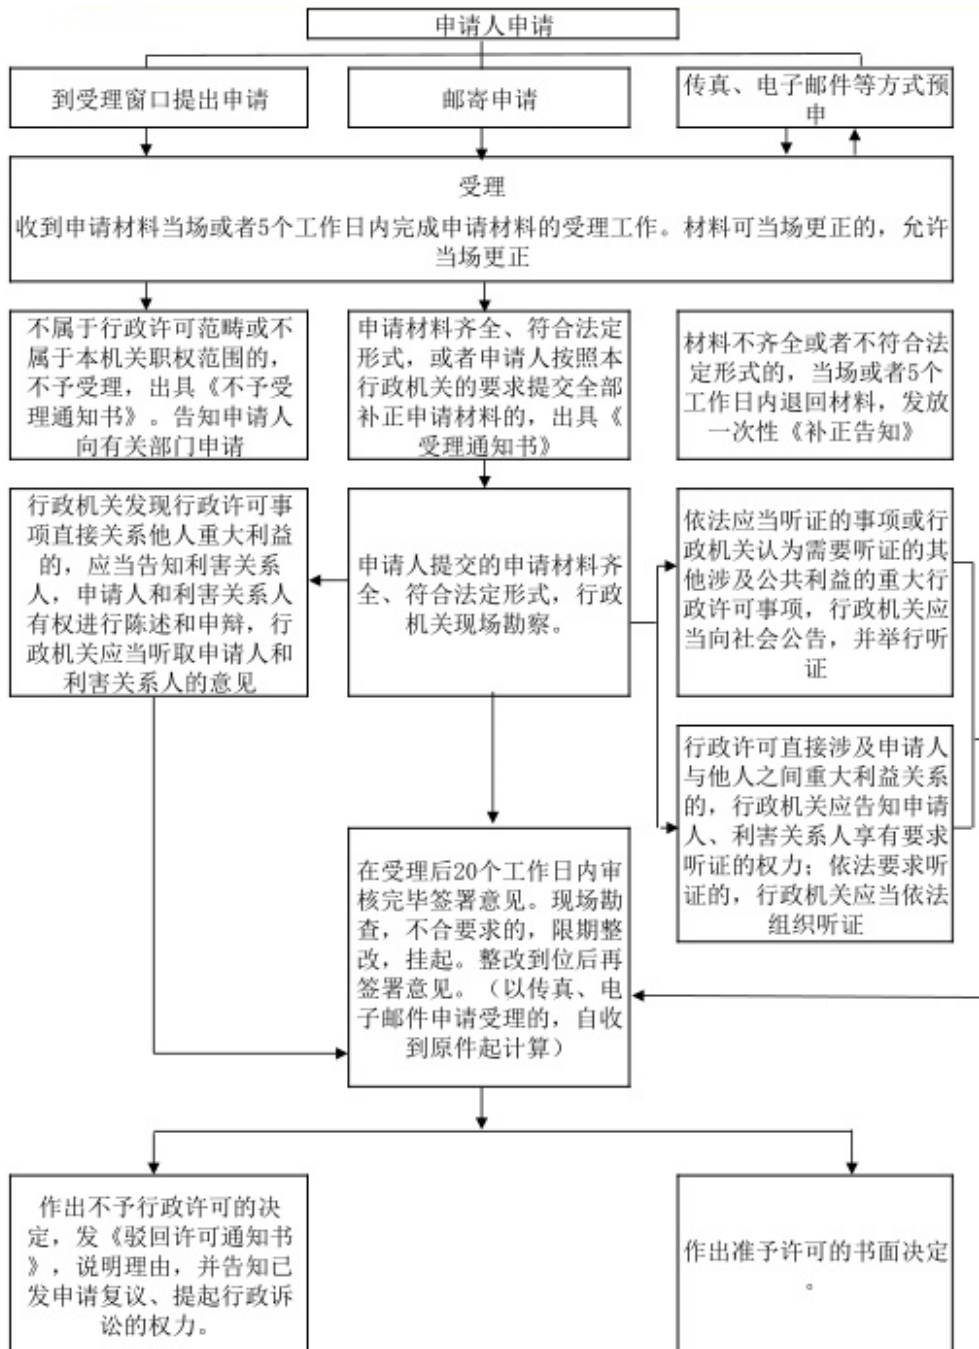 申请人申请
到受理窗口提出申请
邮寄申请
传真、电子邮件等方式预
申
受理
收到申请材料当场或者5个工作日内完成申请材料的受理工作。材料可当场更正的，允许
当场更正
不属于行政许可范畴或不
属于本机关职权范围的，
不予受理，出具《不予受
理通知书》。告知申请人
向有关部门申请
申请材料齐全、符合法定
形式，或者申请人按照本
行政机关的要求提交全部
补正申请材料的，出具《
受理通知书》
材料不齐全或者不符合法
定形式的，当场或者5个
工作日内退回材料，发放
一次性《补正告知》
行政机关发现行政许可事
项直接关系他人重大利益
的，应当告知利害关系
人，申请人和利害关系人
有权进行陈述和申辩，行
政机关应当听取申请人和
利害关系人的意见
申请人提交的申请材料齐
全、符合法定形式，行政
机关现场勘察。
依法应当听证的事项或行
政机关认为需要听证的其
他涉及公共利益的重大行
政许可事项，行政机关应
当向社会公告，并举行听
证
行政许可直接涉及申请人
与他人之间重大利益关系
的，行政机关应告知申请
人、利害关系人享有要求
听证的权力；依法要求听
证的，行政机关应当依法
组织听证
在受理后20个工作日内审
核完毕签署意见。现场勘
查，不合要求的，限期整
改，挂起。整改到位后再
签署意见。（以传真、电
子邮件申请受理的，自收
到原件起计算）
作出不予行政许可的决
定，发《驳回许可通知书
》，说明理由，并告知已
发申请复议、提起行政诉
讼的权力。
作出准予许可的书面决定
。